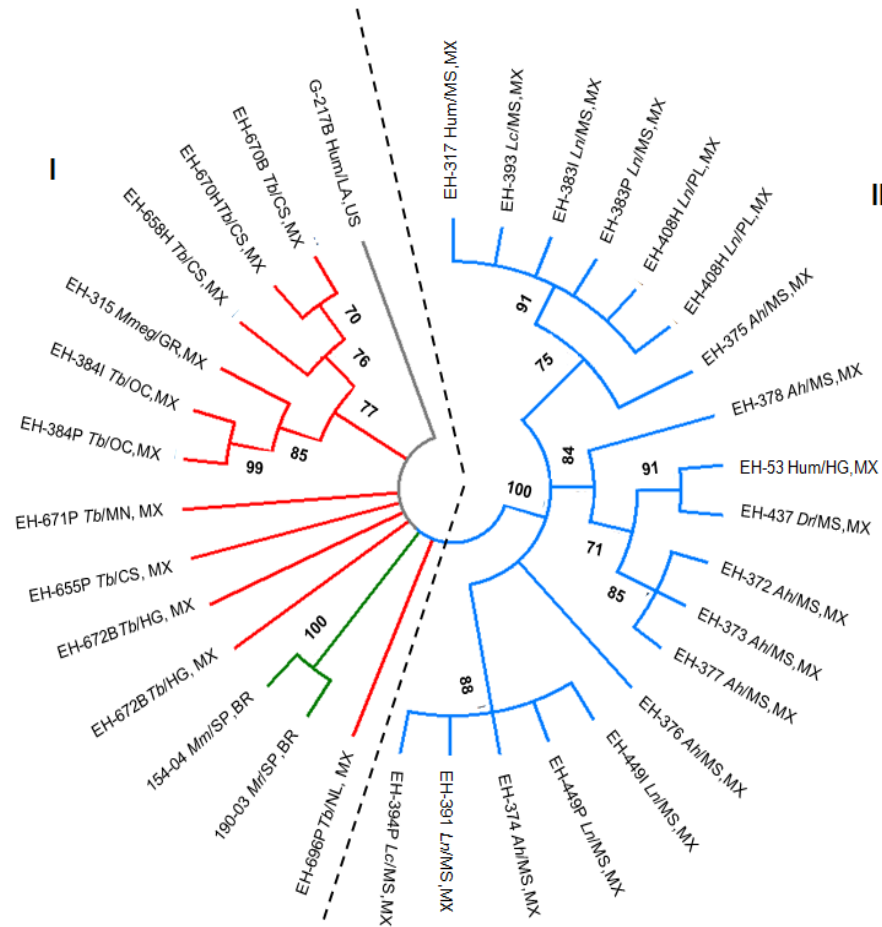 I
II
G-217B Hum/LA,US
EH-670B Tb/CS,MX
EH-670HTb/CS,MX
EH-658H Tb/CS,MX
EH-315 Mmeg/GR,MX
EH-384I Tb/OC,MX
EH-384P Tb/OC,MX
EH-671P Tb/MN, MX
EH-655P Tb/CS, MX
EH-672BTb/HG, MX
EH-672BTb/HG, MX
154-04 Mm/SP,BR
190-03 Mr/SP,BR
EH-696PTb/NL, MX
70
76
77
85
99
100
EH-317 Hum/MS,MX
EH-393 Lc/MS,MX
EH-383I Ln/MS,MX
EH-383P Ln/MS,MX
EH-408H Ln/PL,MX
EH-408H Ln/PL,MX
EH-375 Ah/MS,MX
EH-378 Ah/MS,MX
EH-53 Hum/HG,MX
EH-437 Dr/MS,MX
EH-372 Ah/MS,MX
EH-373 Ah/MS,MX
EH-377 Ah/MS,MX
EH-376 Ah/MS,MX
EH-449I Ln/MS,MX
EH-449P Ln/MS,MX
EH-374 Ah/MS,MX
EH-391 Ln/MS,MX
EH-394P Lc/MS,MX
91
75
84
91
100
71
85
88